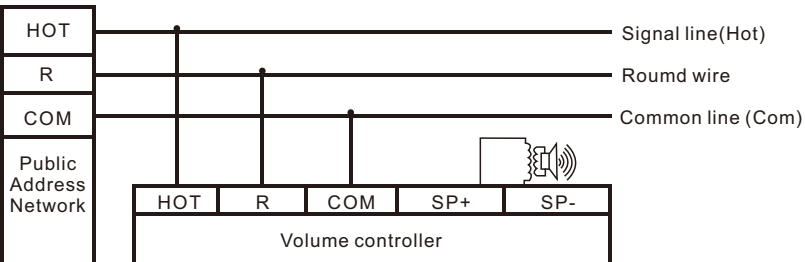 HOT
Signal line(Hot)
R
Roumd wire
COM
Common line (Com)
Public
Address
Network
HOT
R
COM
SP+
SP-
Volume controller